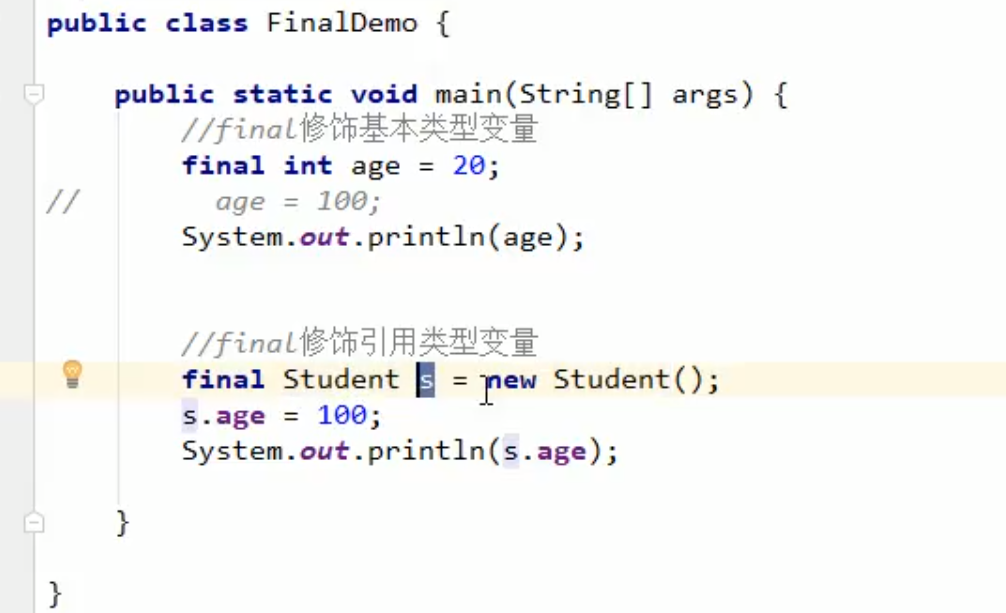 public class FinalDemo {
public static void main(String[] args) {
//final修饰基本类型变量
final int age = 20;
// age = 100;
System.out.println(age);
//final修饰引用类型变量
final Student s = new Student();
s.age = 100;
System.out.println(s.age);
}
}